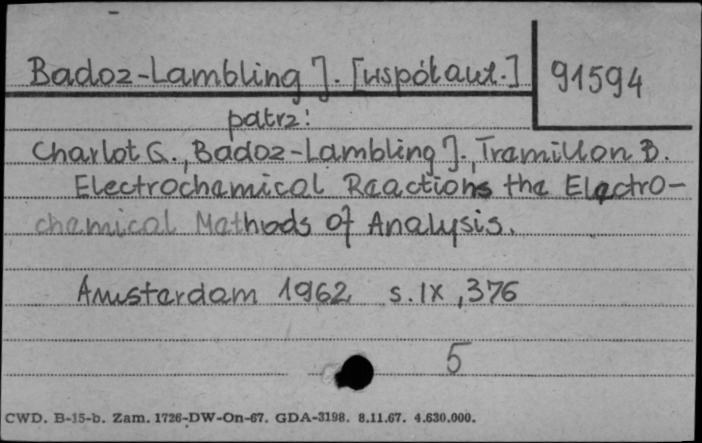 Badoz-Lambling J. [współaut.]
91594
patrz:
Charlot G., Badoz-Lambling J., Tramillon B.
Electrochemical Reactions the Electro-
chemical Methods of Analysis.
Amsterdam 1962 s. IX, 376
5
CWD. B-15-b. Zam. 1726-DW-On-67. GDA-3198. 8.11.67. 4.630.000.